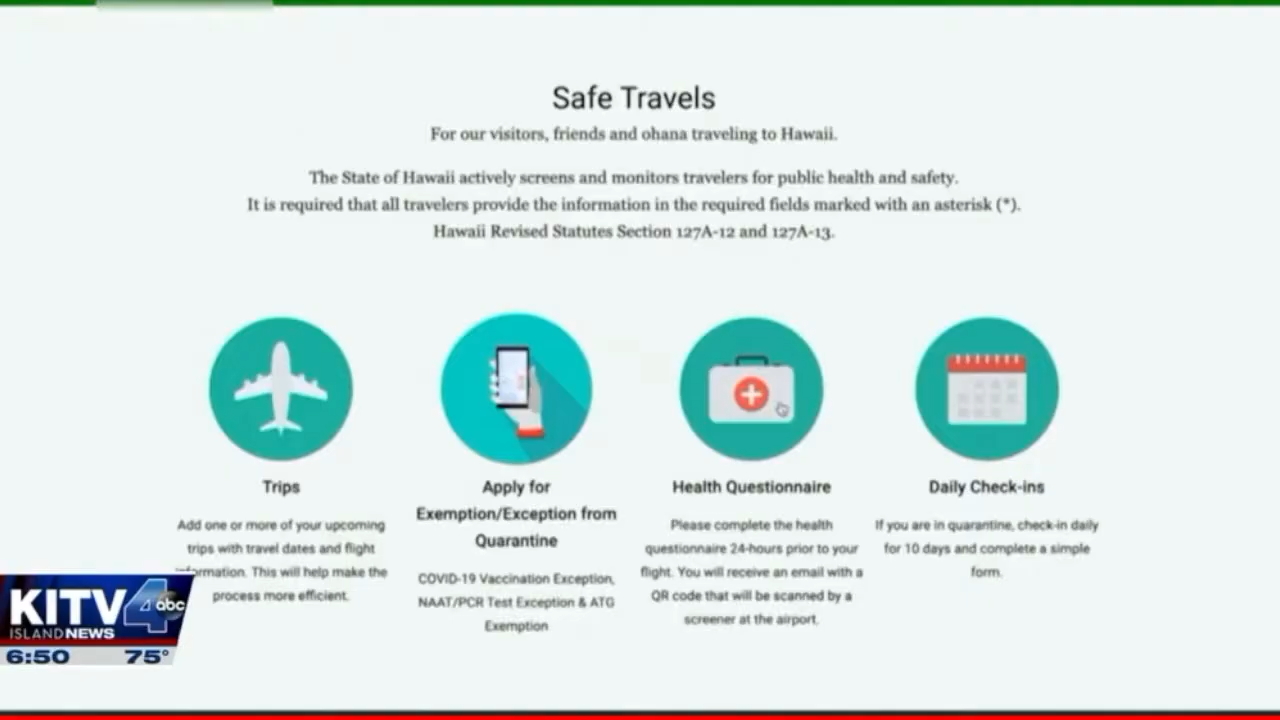 Safe Travels
For our visitors, friends and ohana traveling to Hawaii.
The State of Hawaii actively screens and monitors travelers for public health and safety.
It is required that all travelers provide the information in the required fields marked with an asterisk (*).
Hawaii Revised Statutes Section 127A-12 and 127A-13.
Trips
Add one or more of your upcoming
trips with travel dates and flight
information. This will help make the
process more efficient.
Apply for
Exemption/Exception from
Quarantine
COVID-19 Vaccination Exception,
NAAT/PCR Test Exception & ATG
Exemption
Health Questionnaire
Please complete the health
questionnaire 24-hours prior to your
flight. You will receive an email with a
QR code that will be scanned by a
screener at the airport.
Daily Check-ins
If you are in quarantine, check-in daily
for 10 days and complete a simple
form.
KITV 4 abc
ISLAND NEWS
6:50 75°